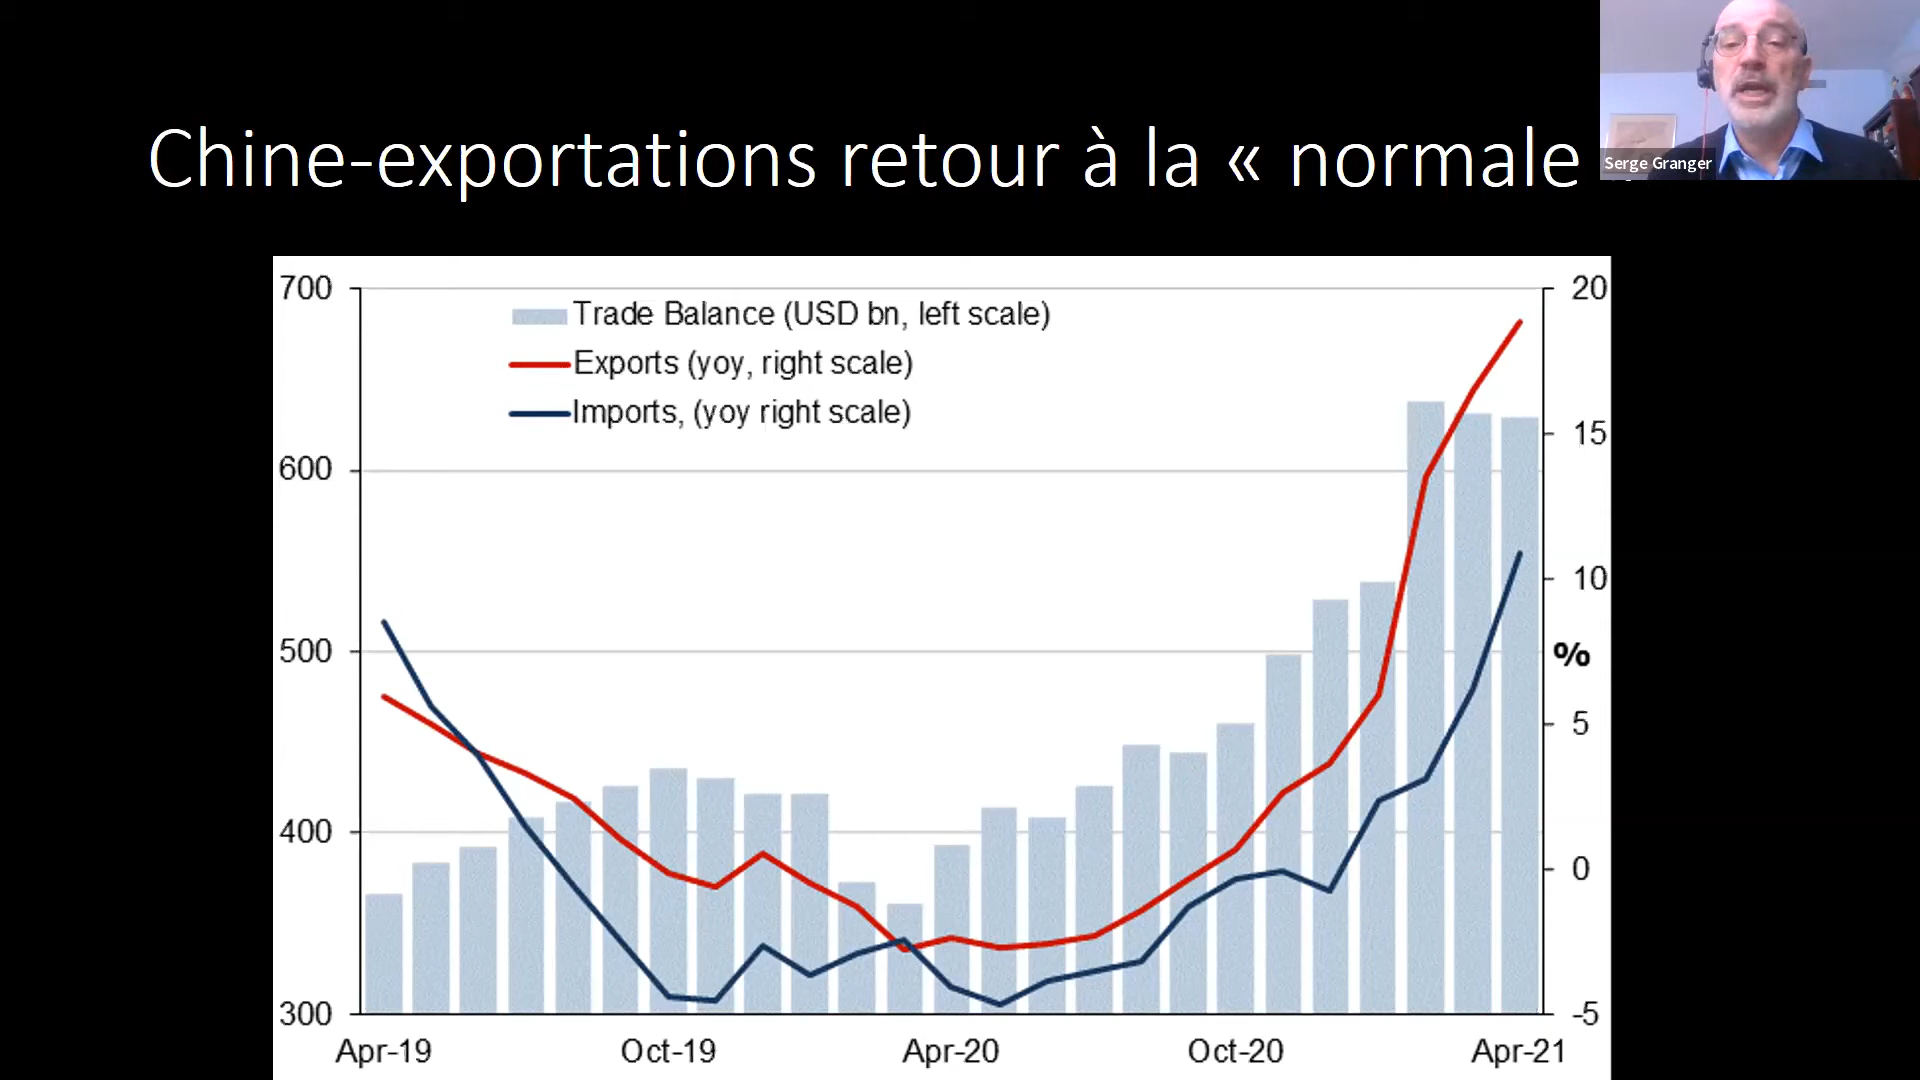 Chine-exportations retour à la « normale
Serge Granger
700
600
500
400
300
Trade Balance (USD bn, left scale)
Exports (yoy, right scale)
Imports, (yoy right scale)
20
15
10
%
5
0
-5
Apr-19 Oct-19 Apr-20 Oct-20 Apr-21